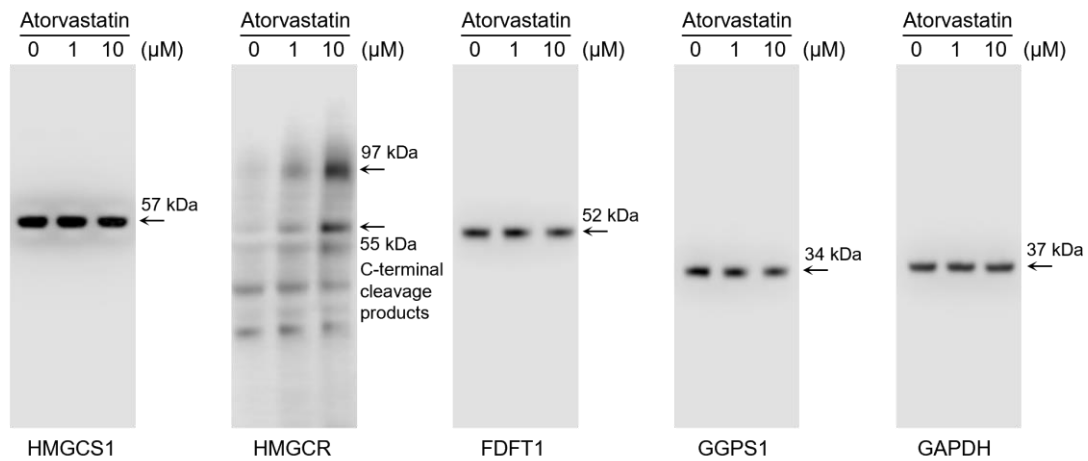 Atorvastatin
0 1 10 (µM)
57 kDa
HMGCS1
Atorvastatin
0 1 10 (µM)
97 kDa
55 kDa
C-terminal
cleavage
products
HMGCR
Atorvastatin
0 1 10 (µM)
52 kDa
FDFT1
Atorvastatin
0 1 10 (µM)
34 kDa
GGPS1
Atorvastatin
0 1 10 (µM)
37 kDa
GAPDH